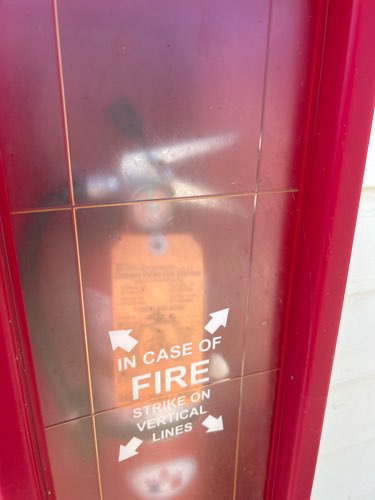 IN CASE OF
FIRE
STRIKE ON
VERTICAL
LINES